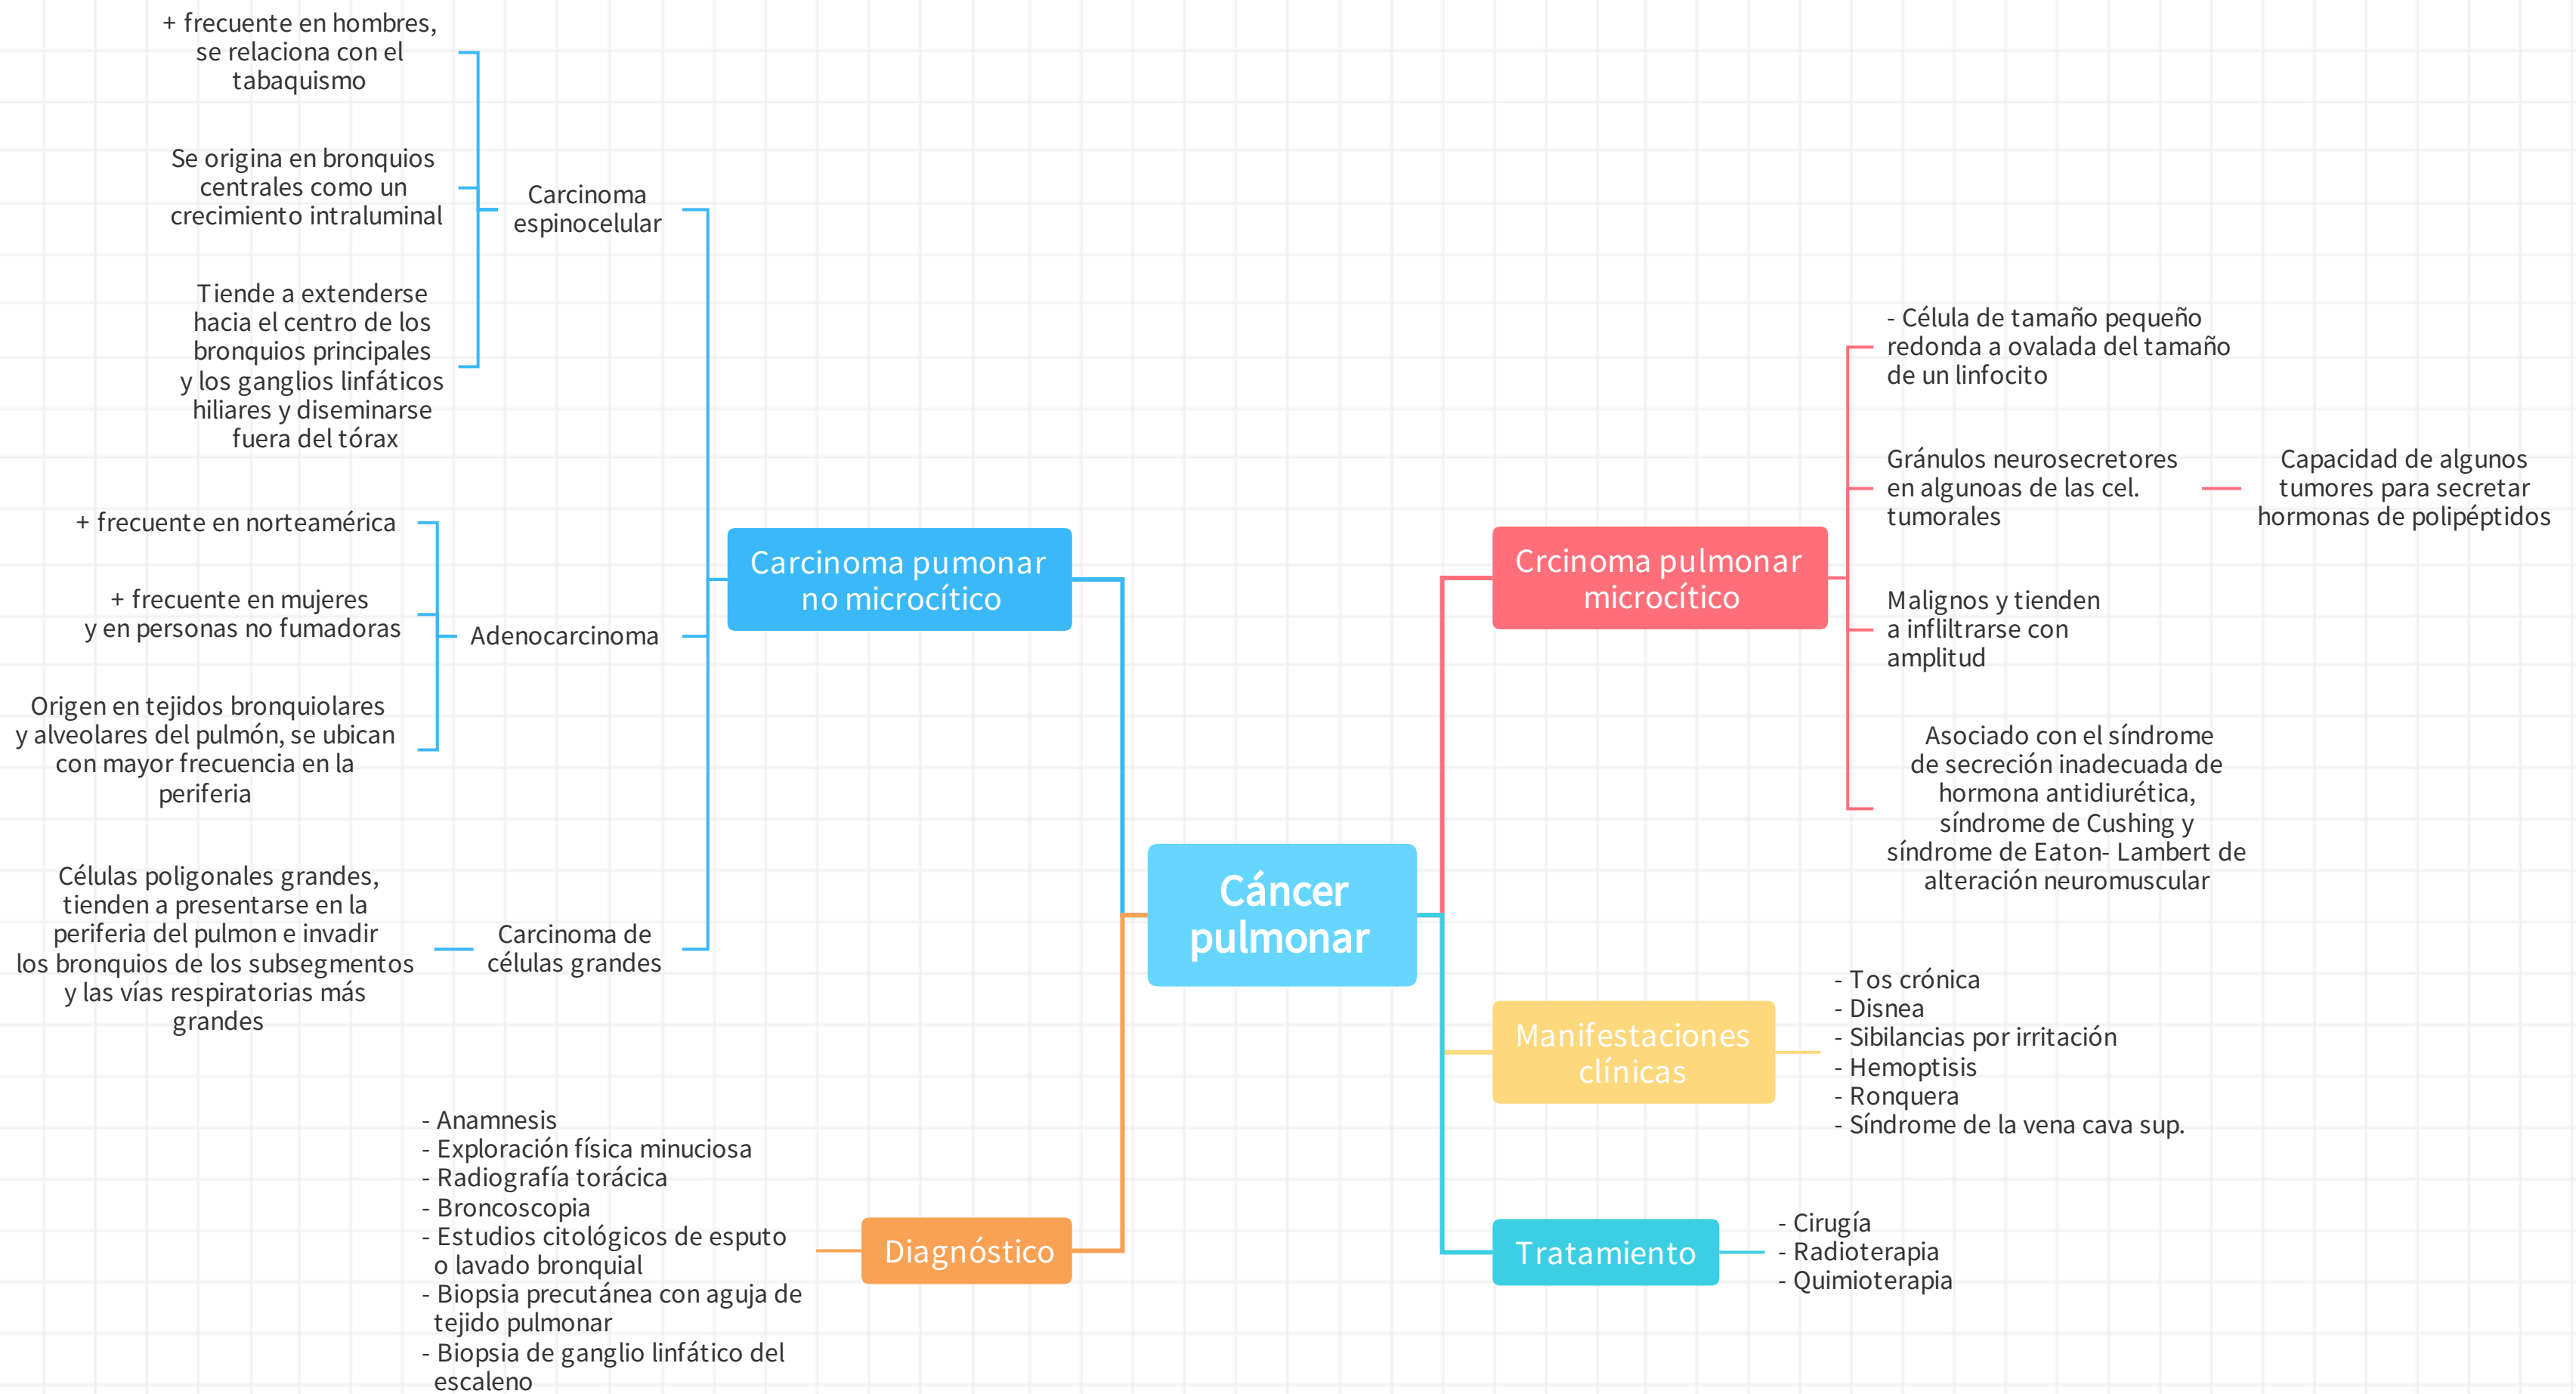 + frecuente en hombres,
se relaciona con el
tabaquismo
Se origina en bronquios
centrales como un
crecimiento intraluminal
Tiende a extenderse
hacia el centro de los
bronquios principales
y los ganglios linfáticos
hiliares y diseminarse
fuera del tórax
Carcinoma
espinocelular
+ frecuente en norteamérica
+ frecuente en mujeres
y en personas no fumadoras
Origen en tejidos bronquiolares
y alveolares del pulmón, se ubican
con mayor frecuencia en la
periferia
Adenocarcinoma
Células poligonales grandes,
tienden a presentarse en la
periferia del pulmon e invadir
los bronquios de los subsegmentos
y las vías respiratorias más
grandes
Carcinoma de
células grandes
Carcinoma pumonar
no microcítico
- Anamnesis
- Exploración física minuciosa
- Radiografía torácica
- Broncoscopia
- Estudios citológicos de esputo
o lavado bronquial
- Biopsia precutánea con aguja de
tejido pulmonar
- Biopsia de ganglio linfático del
escaleno
Diagnóstico
Cáncer
pulmonar
Crcinoma pulmonar
microcítico
- Célula de tamaño pequeño
redonda a ovalada del tamaño
de un linfocito
Gránulos neurosecretores
en algunoas de las cel.
tumorales
Capacidad de algunos
tumores para secretar
hormonas de polipéptidos
Malignos y tienden
a infiltrarse con
amplitud
Asociado con el síndrome
de secreción inadecuada de
hormona antidiurética,
síndrome de Cushing y
síndrome de Eaton- Lambert de
alteración neuromuscular
Manifestaciones
clínicas
- Tos crónica
- Disnea
- Sibilancias por irritación
- Hemoptisis
- Ronquera
- Síndrome de la vena cava sup.
Tratamiento
- Cirugía
- Radioterapia
- Quimioterapia